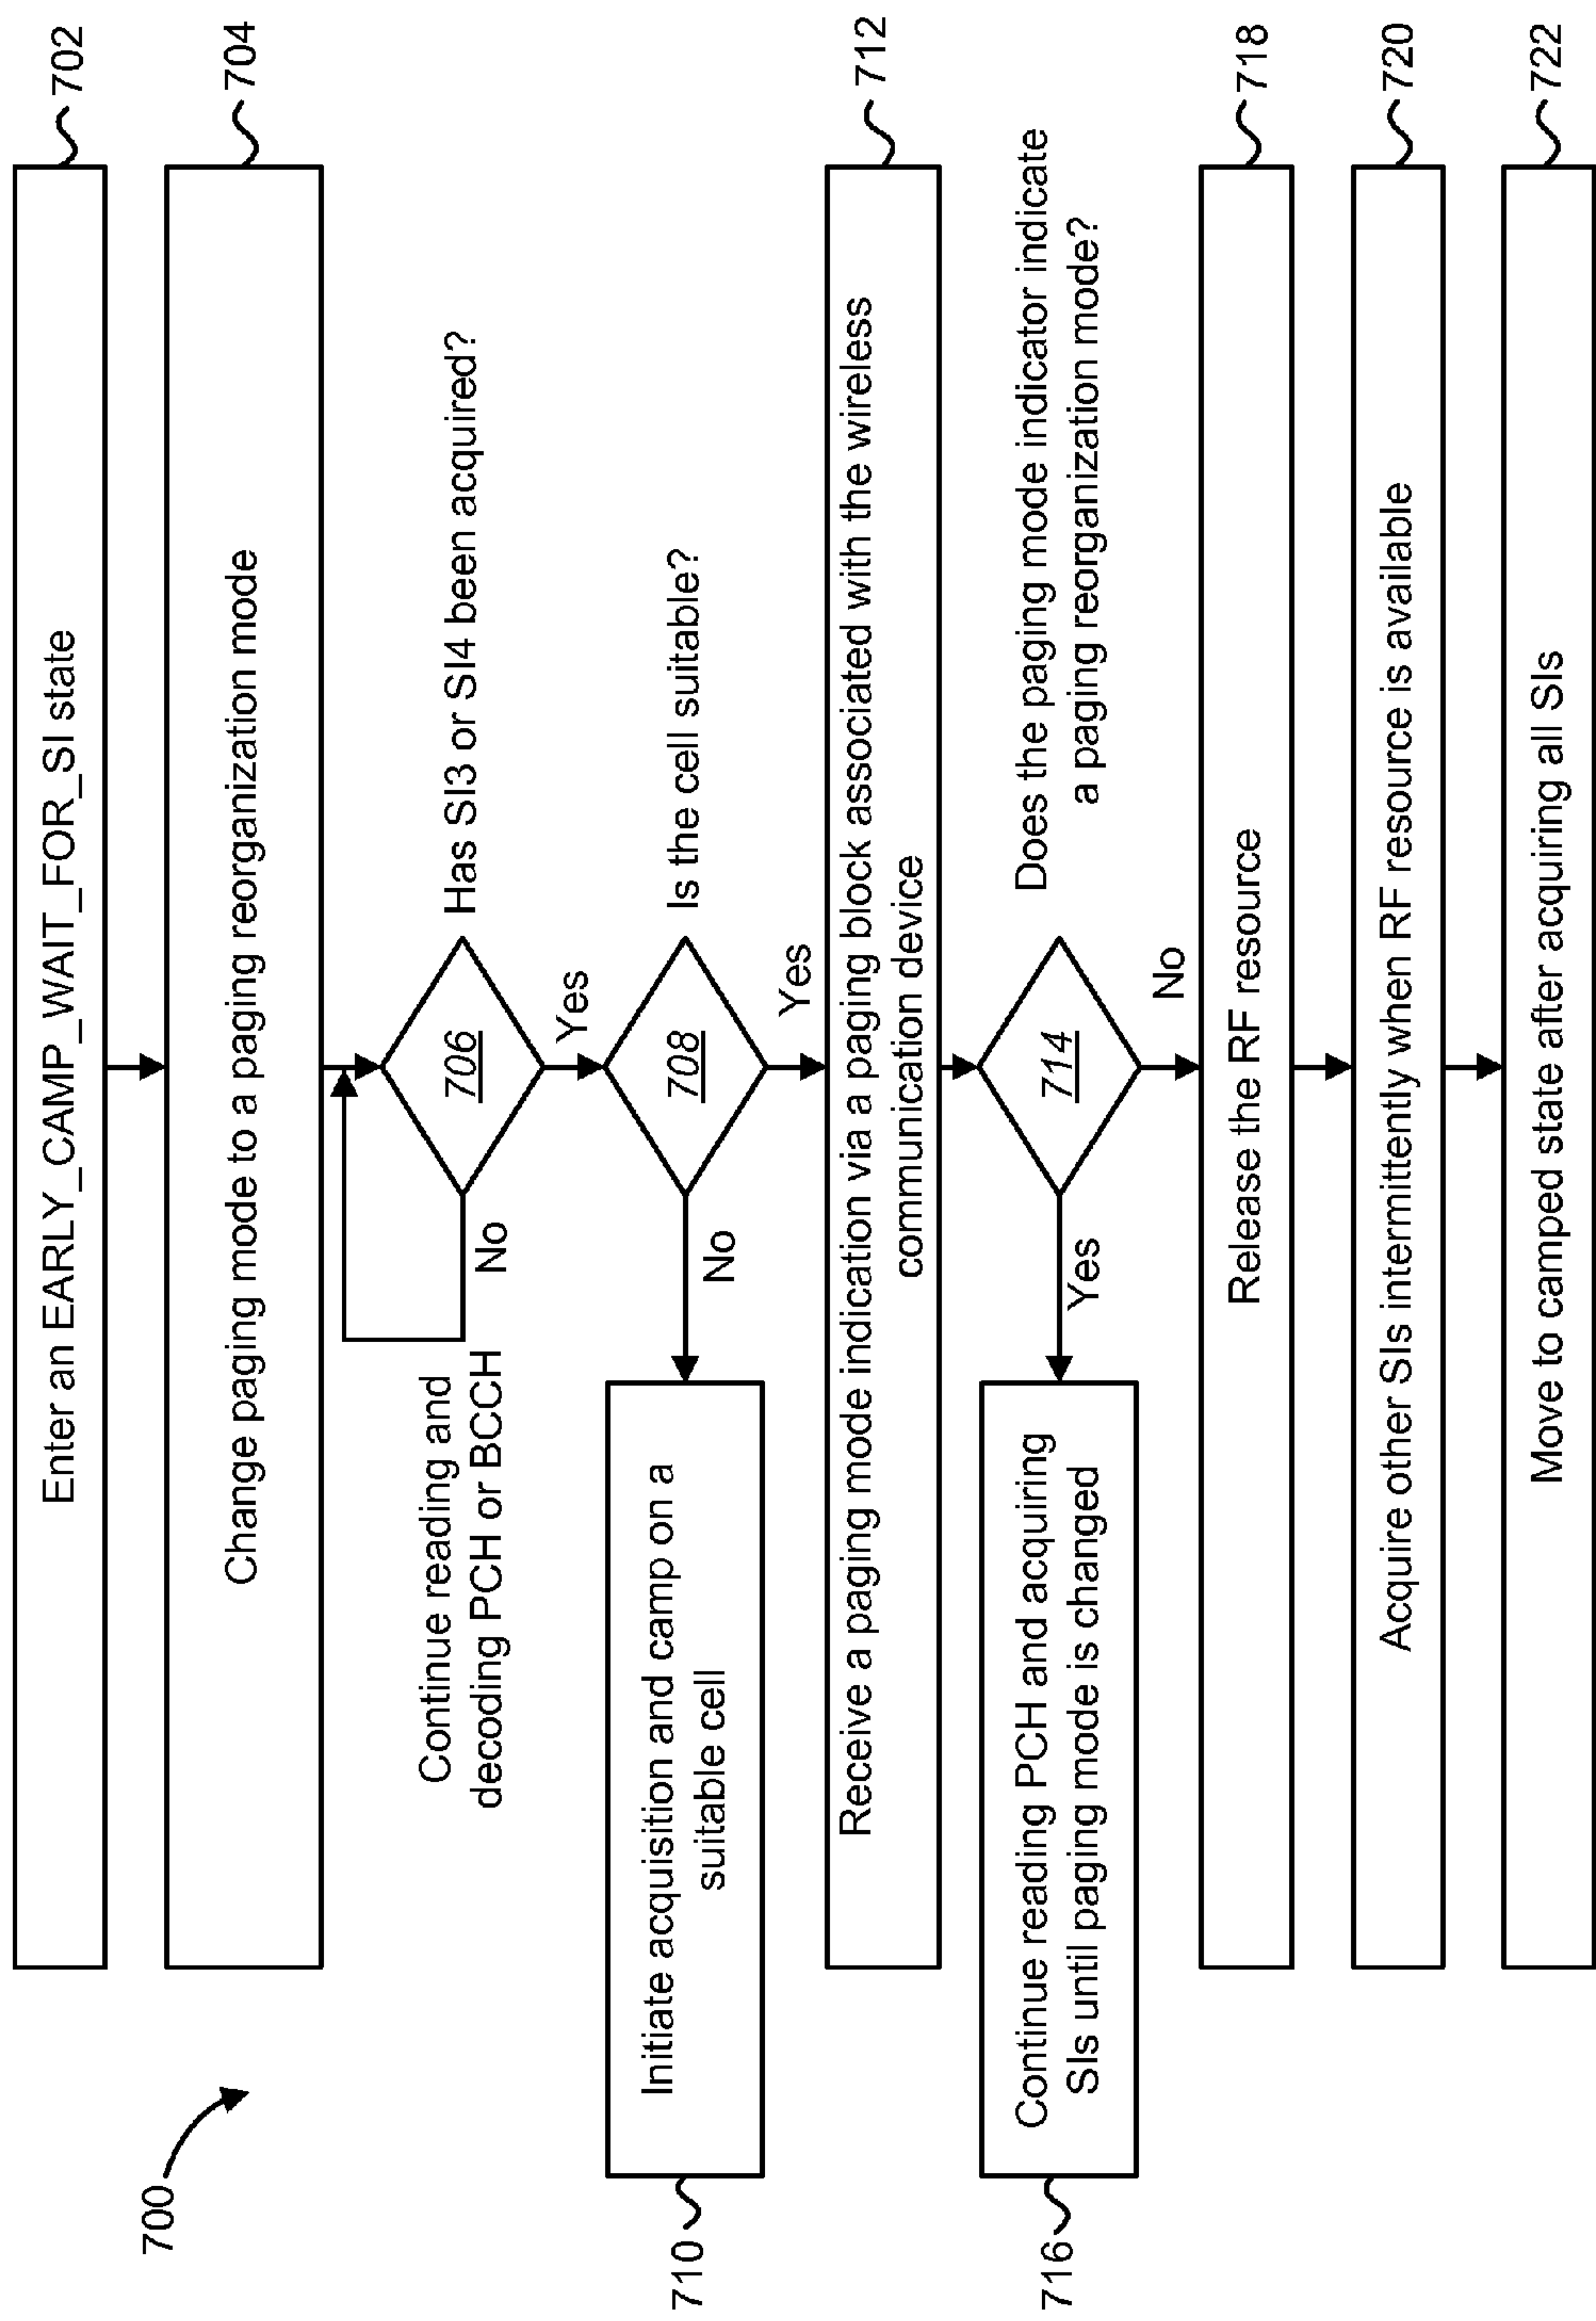 700
Enter an EARLY_CAMP_WAIT_FOR_SI state
702
Change paging mode to a paging reorganization mode
704
Continue reading and
decoding PCH or BCCH
No
706
Has SI3 or SI4 been acquired?
Yes
710
Initiate acquisition and camp on a
suitable cell
No
708
Is the cell suitable?
Yes
Receive a paging mode indication via a paging block associated with the wireless
communication device
712
716
Continue reading PCH and acquiring
SIs until paging mode is changed
Yes
714
Does the paging mode indicator indicate
a paging reorganization mode?
No
Release the RF resource
718
Acquire other SIs intermittently when RF resource is available
720
Move to camped state after acquiring all SIs
722